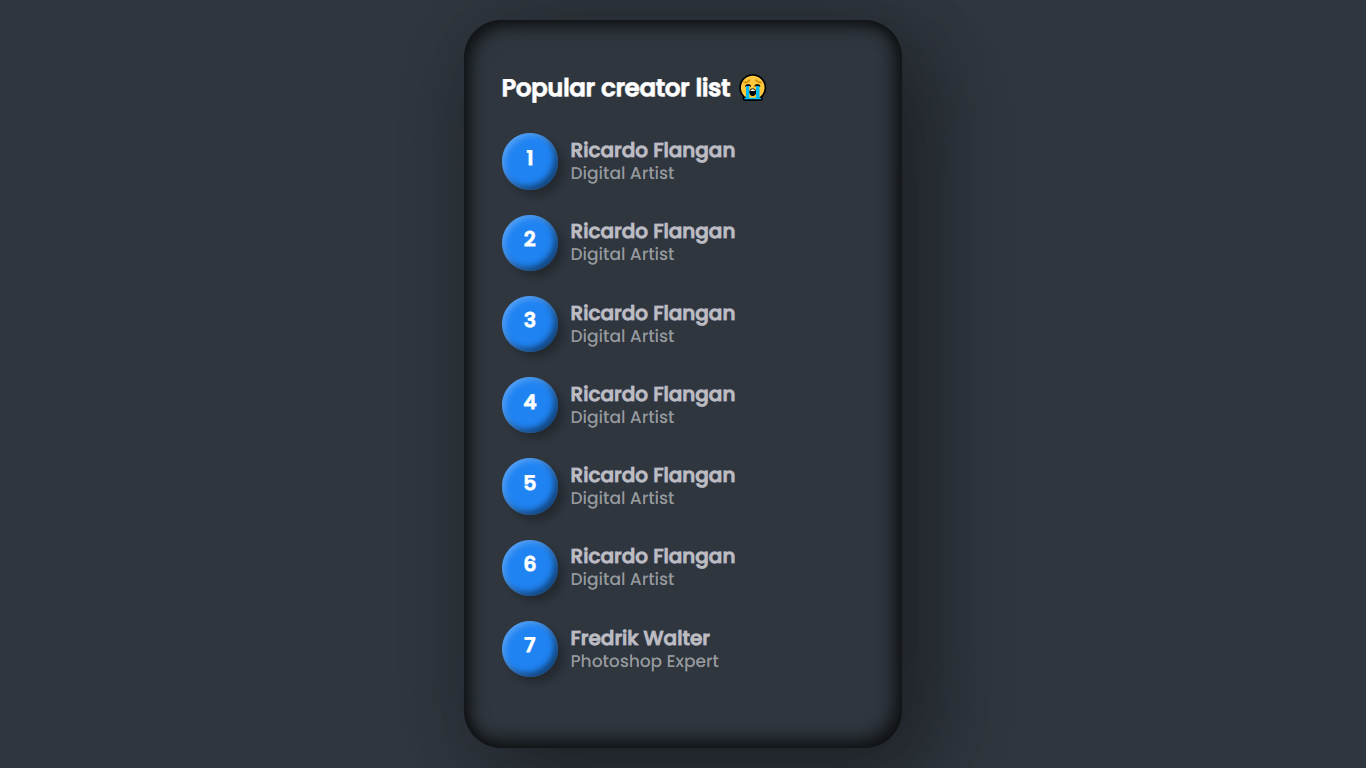 Popular creator list 😭
1
Ricardo Flangan
Digital Artist
2
Ricardo Flangan
Digital Artist
3
Ricardo Flangan
Digital Artist
4
Ricardo Flangan
Digital Artist
5
Ricardo Flangan
Digital Artist
6
Ricardo Flangan
Digital Artist
7
Fredrik Walter
Photoshop Expert